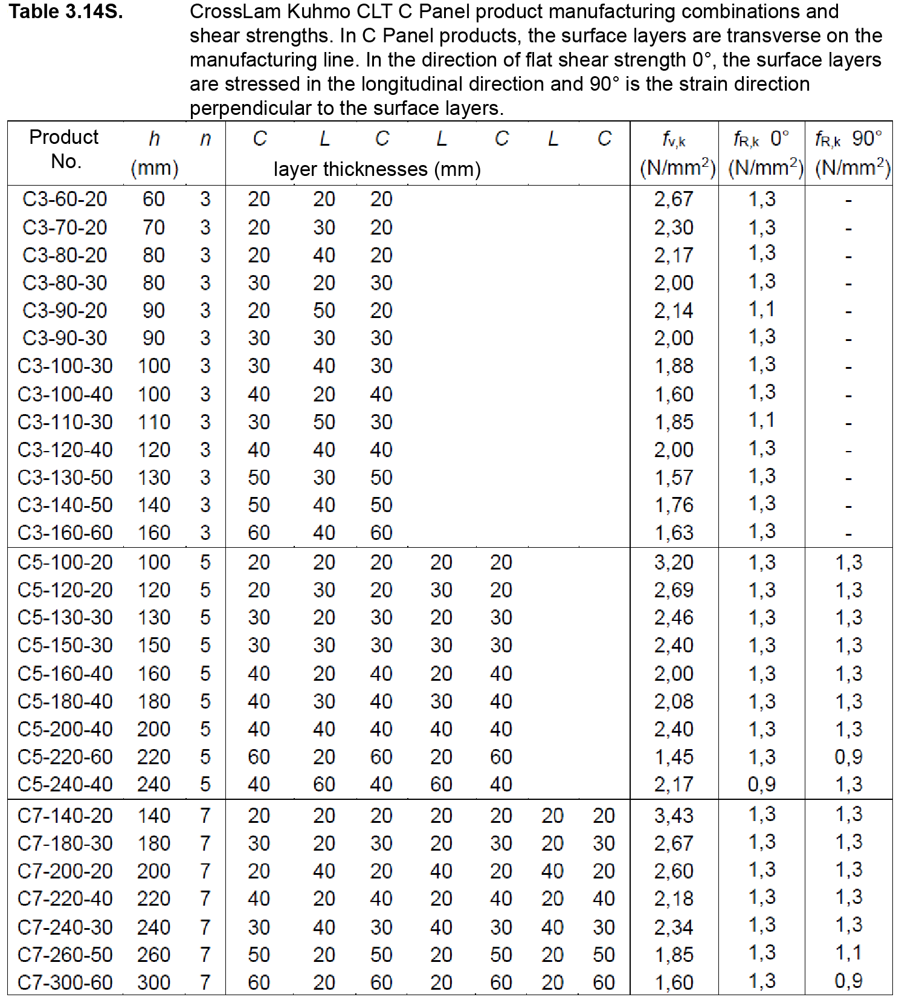 Table 3.14S. CrossLam Kuhmo CLT C Panel product manufacturing combinations and
shear strengths. In C Panel products, the surface layers are transverse on the
manufacturing line. In the direction of flat shear strength 0°, the surface layers
are stressed in the longitudinal direction and 90° is the strain direction
perpendicular to the surface layers.
Product h n C L C L C L C fv,k fR,k 0° fR,k 90°
No. (mm) layer thicknesses (mm) (N/mm²) (N/mm²) (N/mm²)
C3-60-20 60 3 20 20 20 2,67 1,3 -
C3-70-20 70 3 20 30 20 2,30 1,3 -
C3-80-20 80 3 20 40 20 2,17 1,3 -
C3-80-30 80 3 30 20 30 2,00 1,3 -
C3-90-20 90 3 20 50 20 2,14 1,1 -
C3-90-30 90 3 30 30 30 2,00 1,3 -
C3-100-30 100 3 30 40 30 1,88 1,3 -
C3-100-40 100 3 40 20 40 1,60 1,3 -
C3-110-30 110 3 30 50 30 1,85 1,1 -
C3-120-40 120 3 40 40 40 2,00 1,3 -
C3-130-50 130 3 50 30 50 1,57 1,3 -
C3-140-50 140 3 50 40 50 1,76 1,3 -
C3-160-60 160 3 60 40 60 1,63 1,3 -
C5-100-20 100 5 20 20 20 20 20 3,20 1,3 1,3
C5-120-20 120 5 20 30 20 30 20 2,69 1,3 1,3
C5-130-30 130 5 30 20 30 20 30 2,46 1,3 1,3
C5-150-30 150 5 30 30 30 30 30 2,40 1,3 1,3
C5-160-40 160 5 40 20 40 20 40 2,00 1,3 1,3
C5-180-40 180 5 40 30 40 30 40 2,08 1,3 1,3
C5-200-40 200 5 40 40 40 40 40 2,40 1,3 1,3
C5-220-60 220 5 60 20 60 20 60 1,45 1,3 0,9
C5-240-40 240 5 40 60 40 60 40 2,17 0,9 1,3
C7-140-20 140 7 20 20 20 20 20 20 20 3,43 1,3 1,3
C7-180-30 180 7 30 20 30 20 30 20 30 2,67 1,3 1,3
C7-200-20 200 7 20 40 20 40 20 40 20 2,60 1,3 1,3
C7-220-40 220 7 40 20 40 20 40 20 40 2,18 1,3 1,3
C7-240-30 240 7 30 40 30 40 30 40 30 2,34 1,3 1,3
C7-260-50 260 7 50 20 50 20 50 20 50 1,85 1,3 1,1
C7-300-60 300 7 60 20 60 20 60 20 60 1,60 1,3 0,9